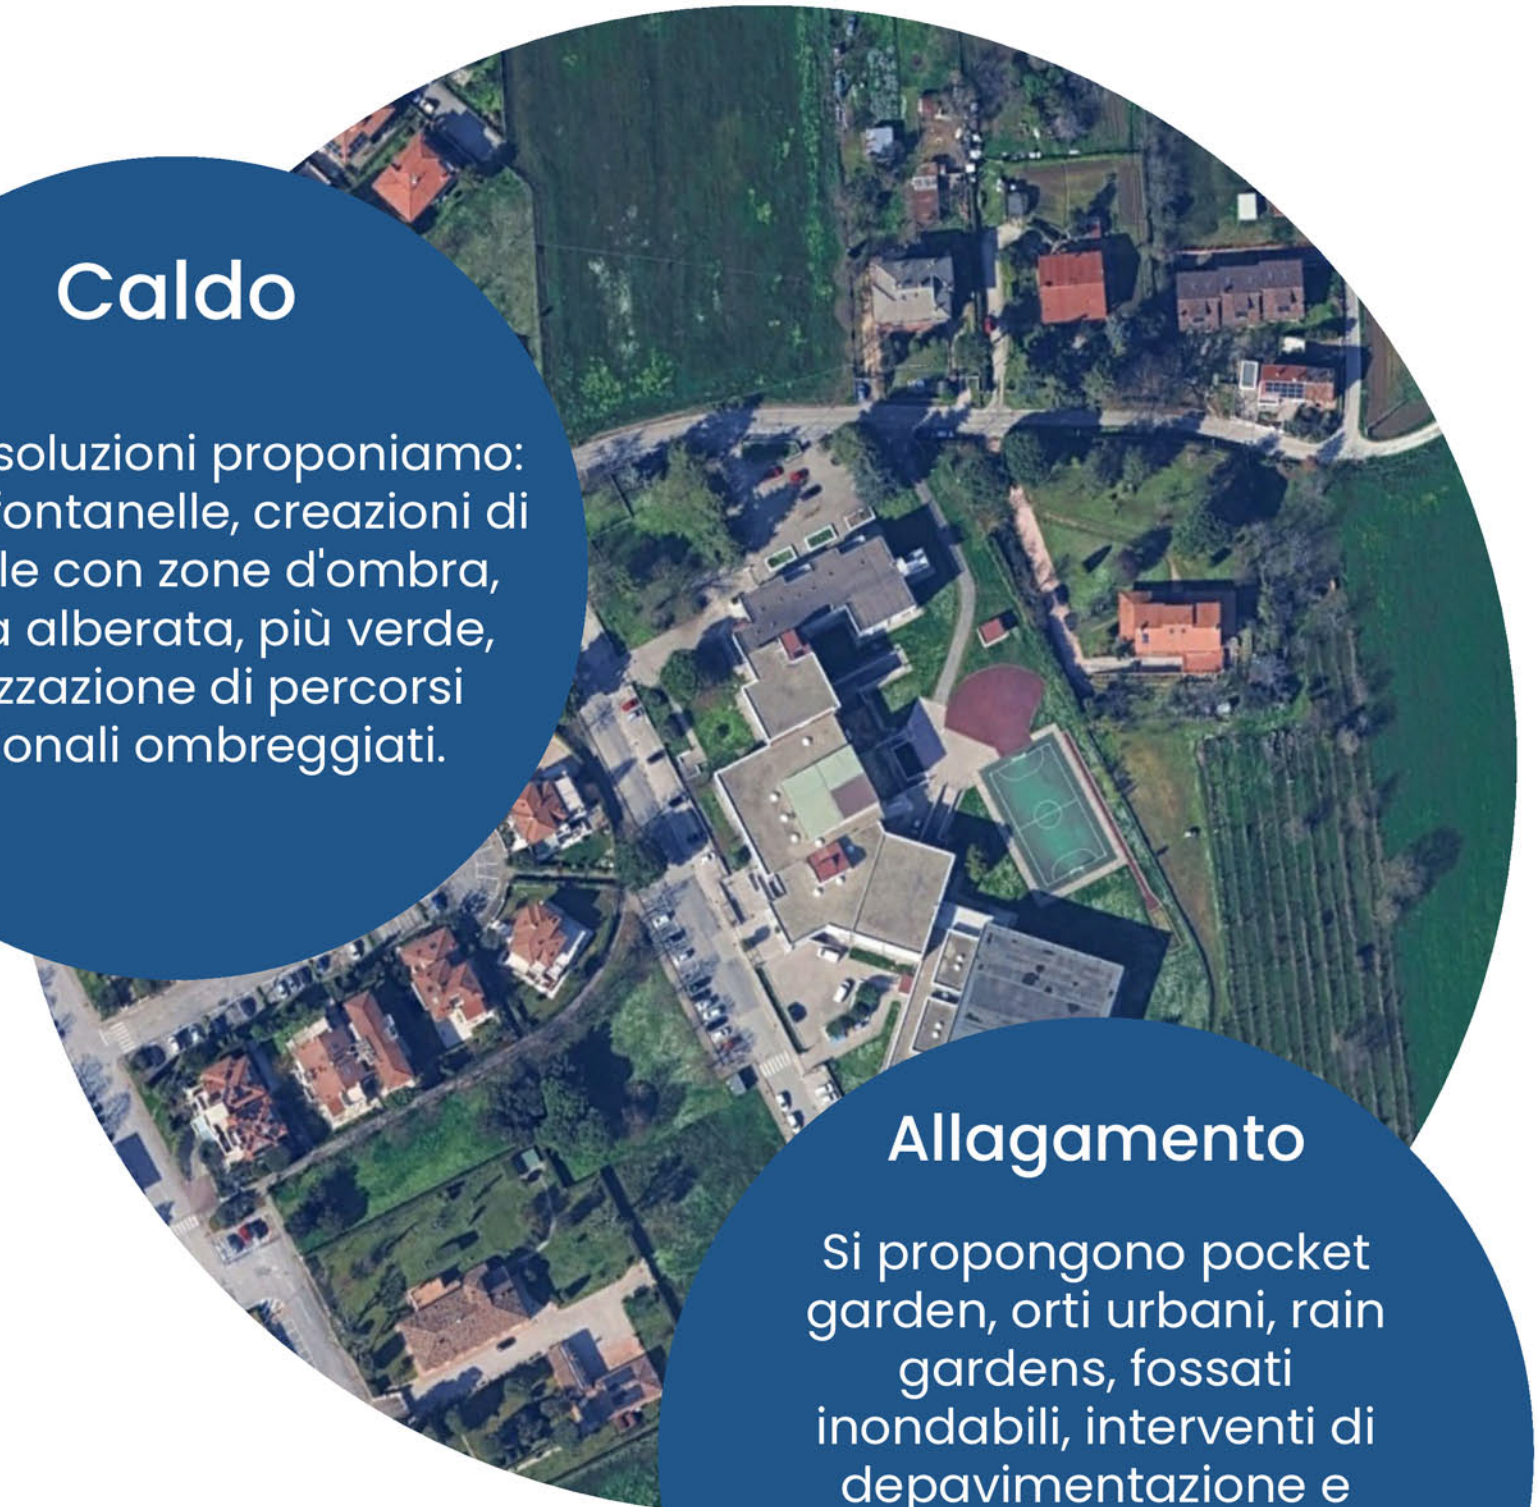 Caldo
soluzioni proponiamo:
fontanelle, creazioni di
le con zone d'ombra,
a alberata, più verde,
zzazione di percorsi
onali ombreggiati.
Allagamento
Si propongono pocket
garden, orti urbani, rain
gardens, fossati
inondabili, interventi di
depavimentazione e